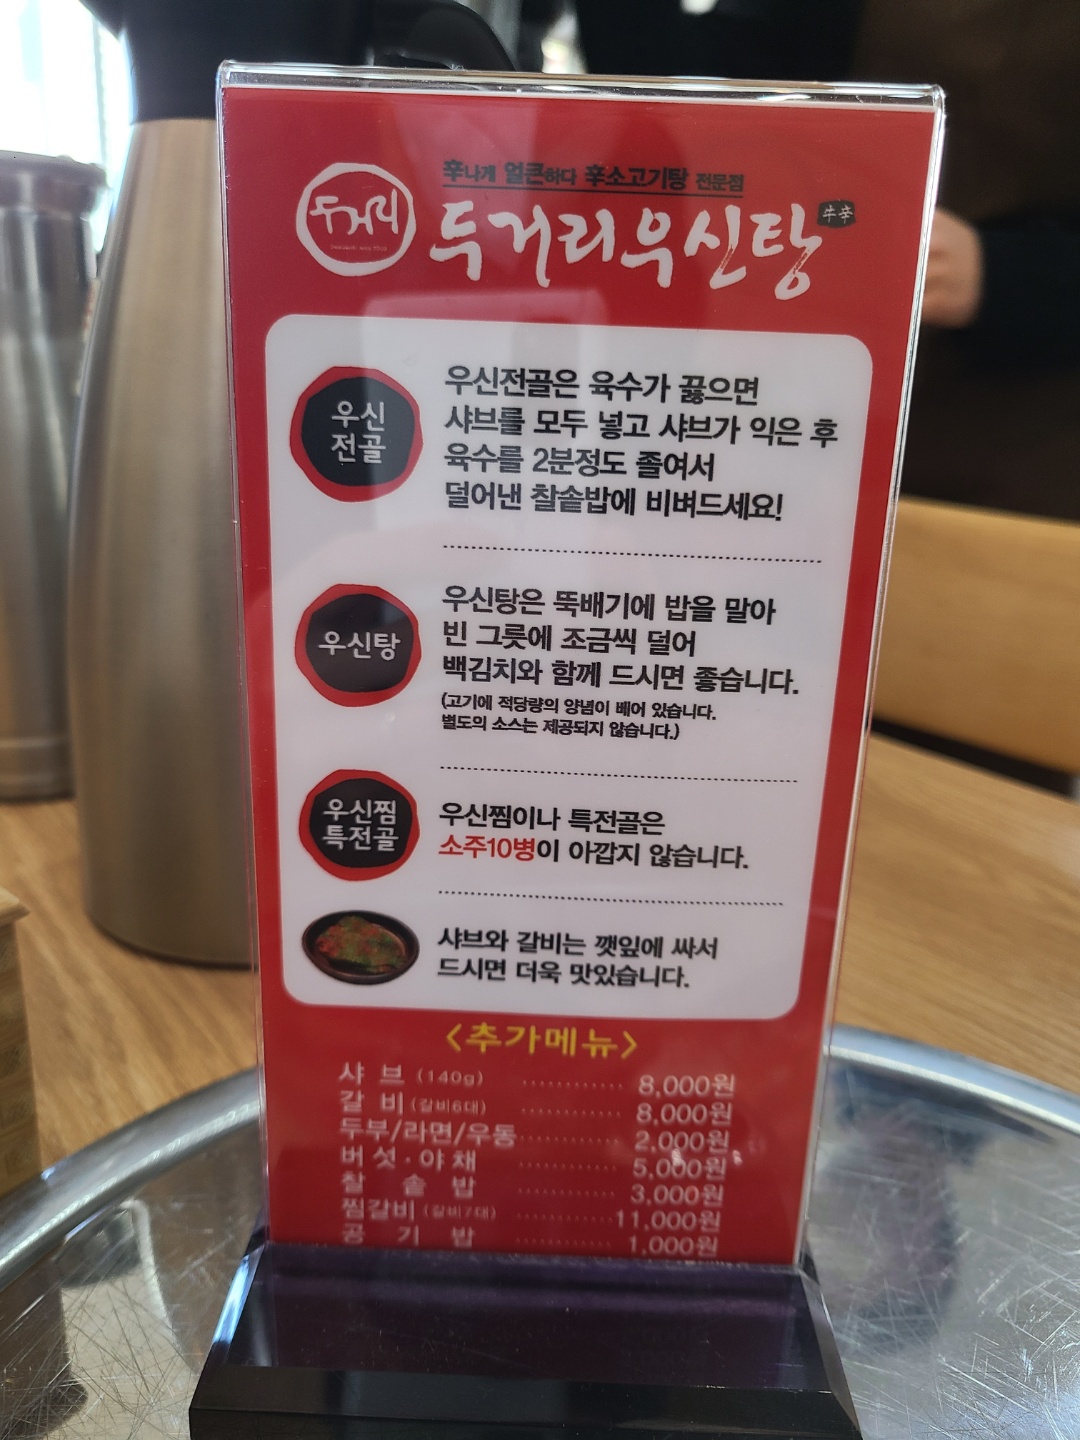 辛나게 얼큰하다 辛소고기탕 전문점
두거리
두거리우신탕 牛辛
우신
전골
우신전골은 육수가 끓으면
샤브를 모두 넣고 샤브가 익은 후
육수를 2분정도 졸여서
덜어낸 찰솥밥에 비벼드세요!
우신탕
우신탕은 뚝배기에 밥을 말아
빈 그릇에 조금씩 덜어
백김치와 함께 드시면 좋습니다.
(고기에 적당량의 양념이 베어 있습니다.
별도의 소스는 제공되지 않습니다.)
우신찜
특전골
우신찜이나 특전골은
소주10병이 아깝지 않습니다.
샤브와 갈비는 깻잎에 싸서
드시면 더욱 맛있습니다.
<추가메뉴>
샤 브 (140g) ············ 8,000원
갈 비 (갈비6대) ············ 8,000원
두부/라면/우동 ············ 2,000원
버섯·야채 ············ 5,000원
찰 솥 밥 ············ 3,000원
찜갈비 (갈비7대) ············ 11,000원
공 기 밥 ············ 1,000원